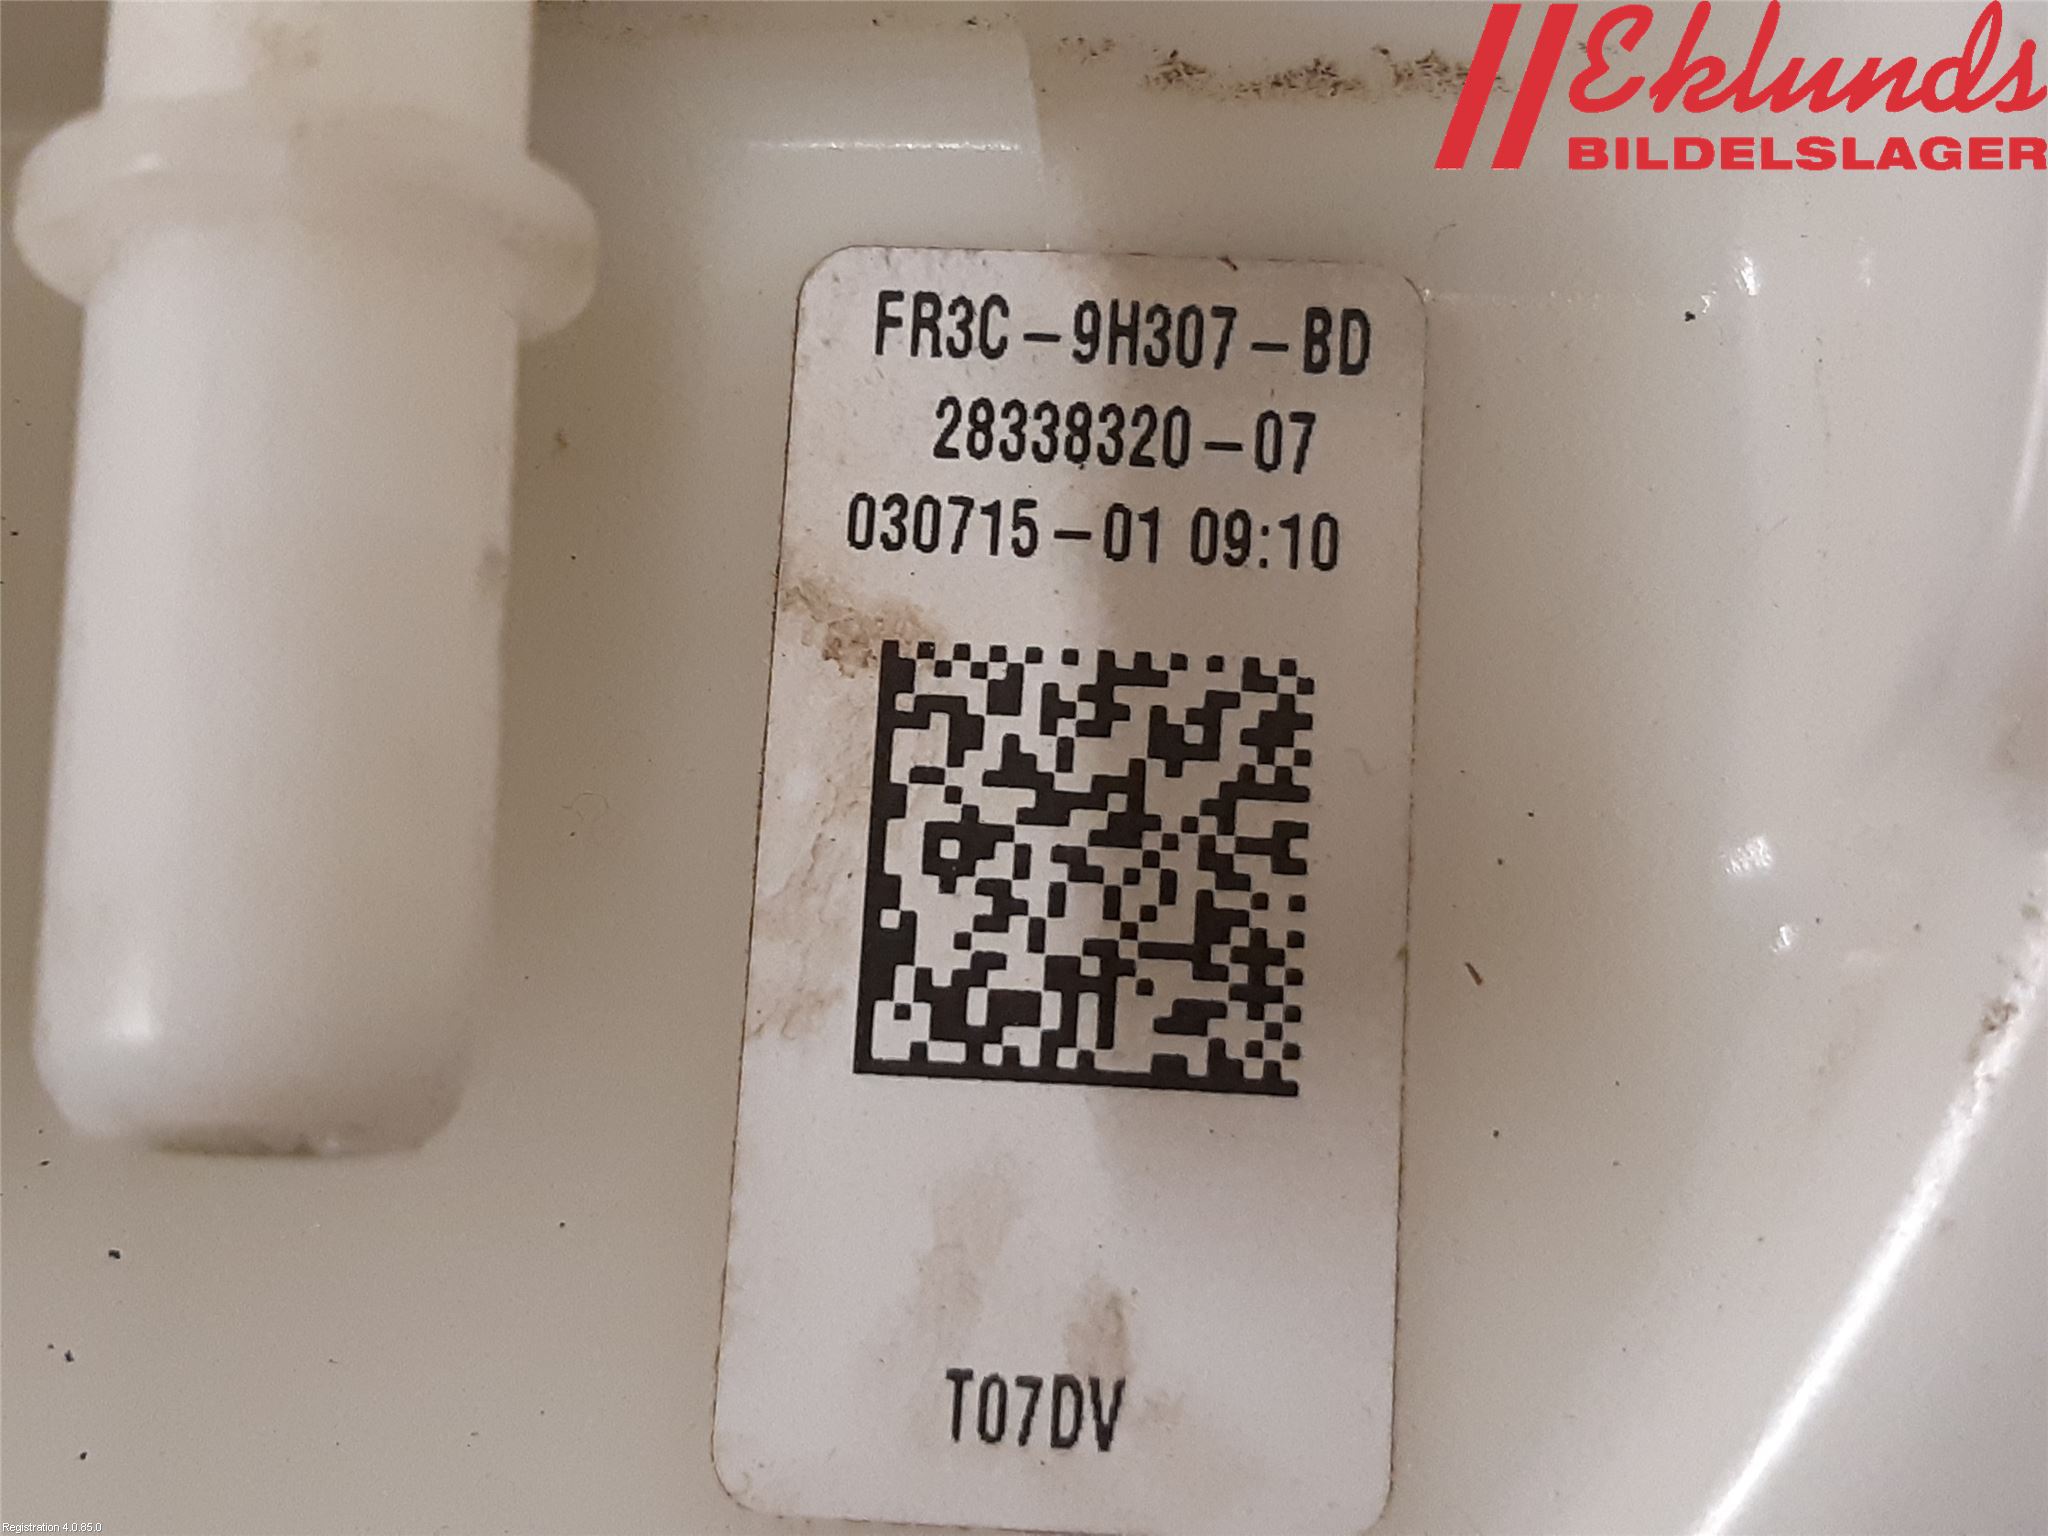 Eklunds
BILDELSLAGER
FR3C-9H307-BD
28338320-07
030715-01 09:10
T07DV
Registration 4.0.85.0